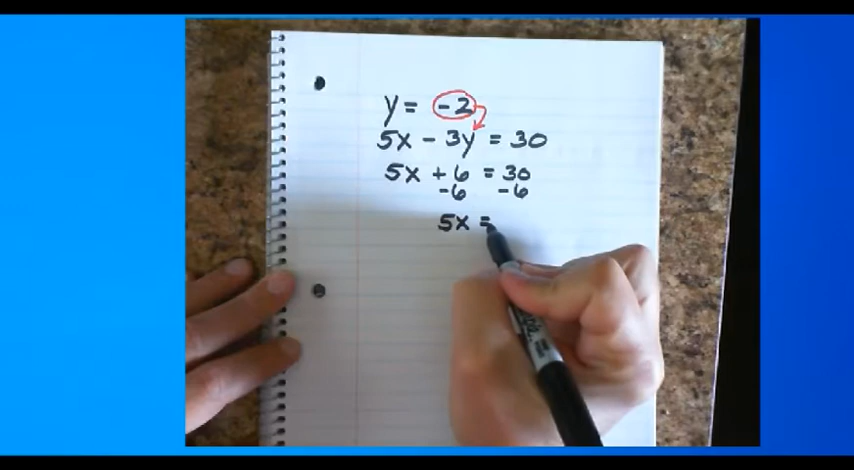 y = -2
5x - 3y = 30
5x + 6 = 30
-6 -6
5x =